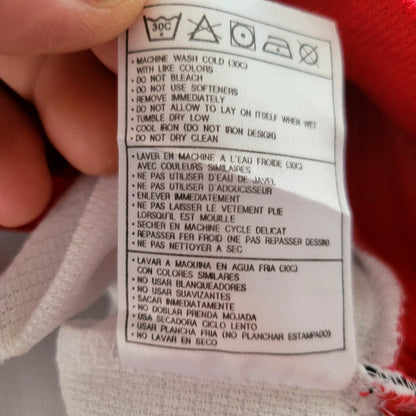 30C
• MACHINE WASH COLD (30C)
WITH LIKE COLORS
• DO NOT BLEACH
• DO NOT USE SOFTENERS
• REMOVE IMMEDIATELY
• DO NOT ALLOW TO LAY ON ITSELF WHEN WET
• TUMBLE DRY LOW
• COOL IRON (DO NOT IRON DESIGN)
• DO NOT DRY CLEAN
• LAVER EN MACHINE A L'EAU FROIDE (30C)
AVEC COULEURS SIMILAIRES
• NE PAS UTILISER D'EAU DE JAVEL
• NE PAS UTILISER D'ADOUCISSEUR
• ENLEVER IMMEDIATEMENT
• NE PAS LAISSER LE VETEMENT PLIE
LORSQU'IL EST MOUILLE
• SECHER EN MACHINE CYCLE DELICAT
• REPASSER FER FROID (NE PAS REPASSER DESSIN)
• NE PAS NETTOYER A SEC
• LAVAR A MAQUINA EN AGUA FRIA (30C)
CON COLORES SIMILARES
• NO USAR BLANQUEADORES
• NO USAR SUAVIZANTES
• SACAR INMEDIATAMENTE
• NO DOBLAR PRENDA MOJADA
• USA SECADORA CICLO LENTO
• USAR PLANCHA FRIA (NO PLANCHAR ESTAMPADO)
• NO LAVAR EN SECO